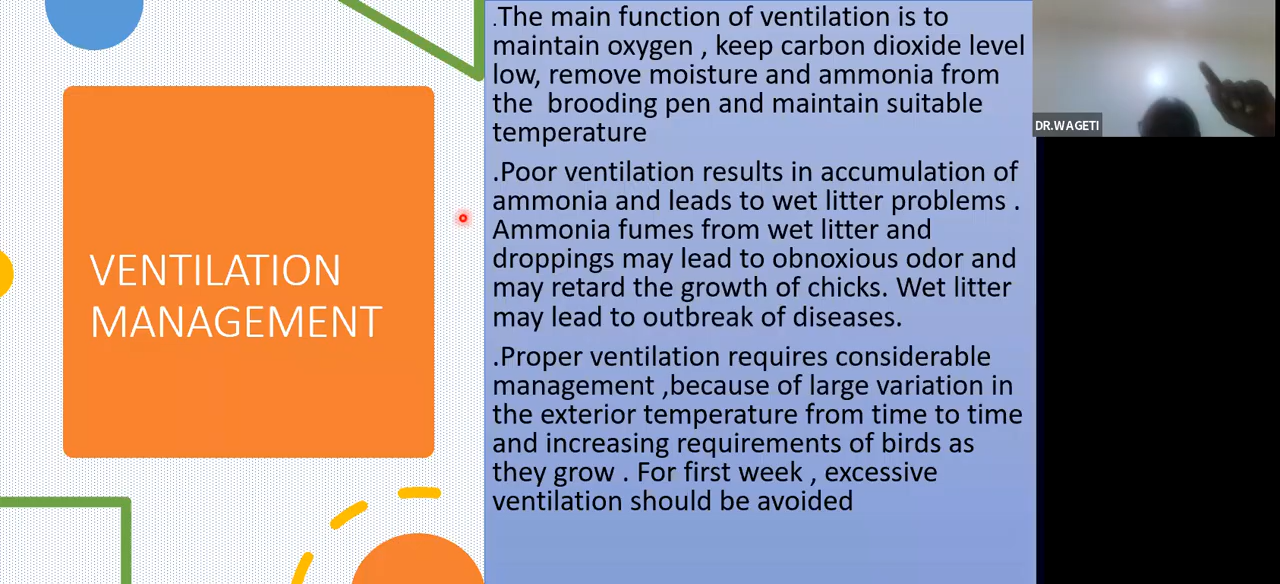 VENTILATION
MANAGEMENT
.The main function of ventilation is to
maintain oxygen , keep carbon dioxide level
low, remove moisture and ammonia from
the  brooding pen and maintain suitable
temperature
.Poor ventilation results in accumulation of
ammonia and leads to wet litter problems .
Ammonia fumes from wet litter and
droppings may lead to obnoxious odor and
may retard the growth of chicks. Wet litter
may lead to outbreak of diseases.
.Proper ventilation requires considerable
management ,because of large variation in
the exterior temperature from time to time
and increasing requirements of birds as
they grow . For first week , excessive
ventilation should be avoided
DR.WAGETI